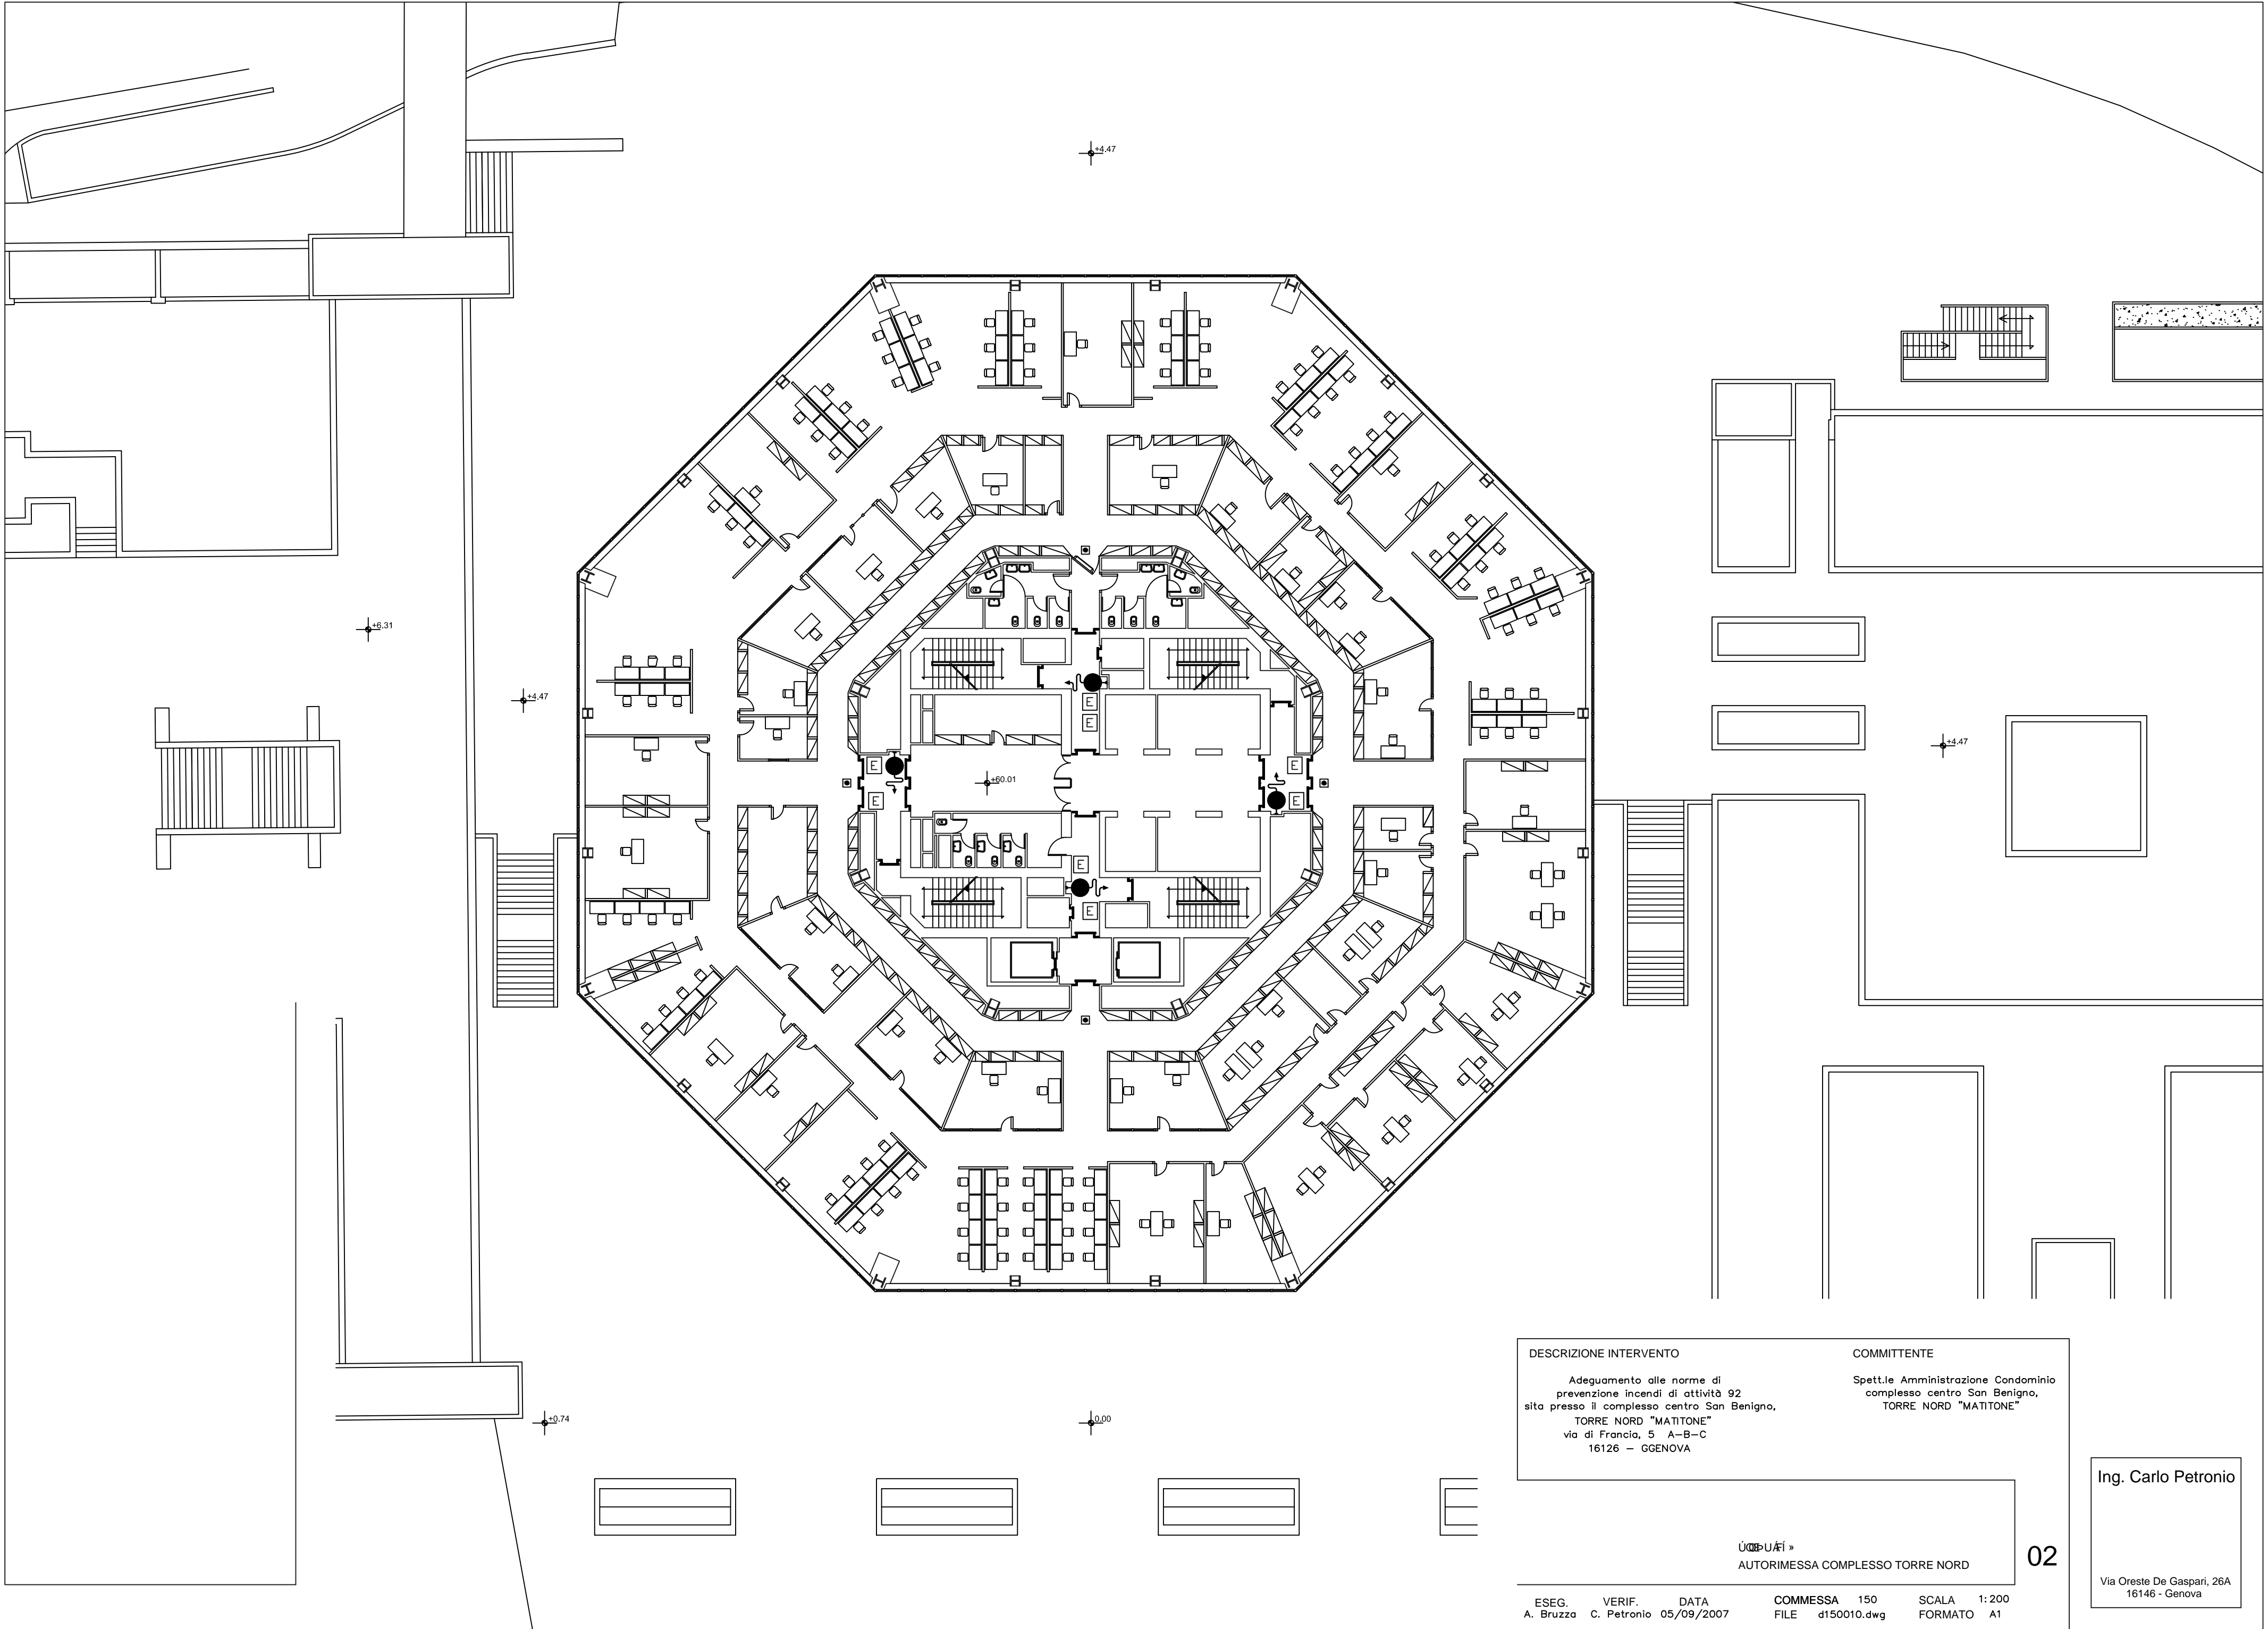 +4.47
+6.31
+4.47
+4.47
E
E
E
E
E
E
+60.01
E
E
+0.74
0,00
DESCRIZIONE INTERVENTO
Adeguamento alle norme di
prevenzione incendi di attività 92
sita presso il complesso centro San Benigno,
TORRE NORD "MATITONE"
via di Francia, 5 A-B-C
16126 - GGENOVA
COMMITTENTE
Spett.le Amministrazione Condominio
complesso centro San Benigno,
TORRE NORD "MATITONE"
AUTORIMESSA COMPLESSO TORRE NORD
02
ESEG. VERIF. DATA COMMESSA 150 SCALA 1:200
A. Bruzza C. Petronio 05/09/2007 FILE d150010.dwg FORMATO A1
Ing. Carlo Petronio
Via Oreste De Gaspari, 26A
16146 - Genova